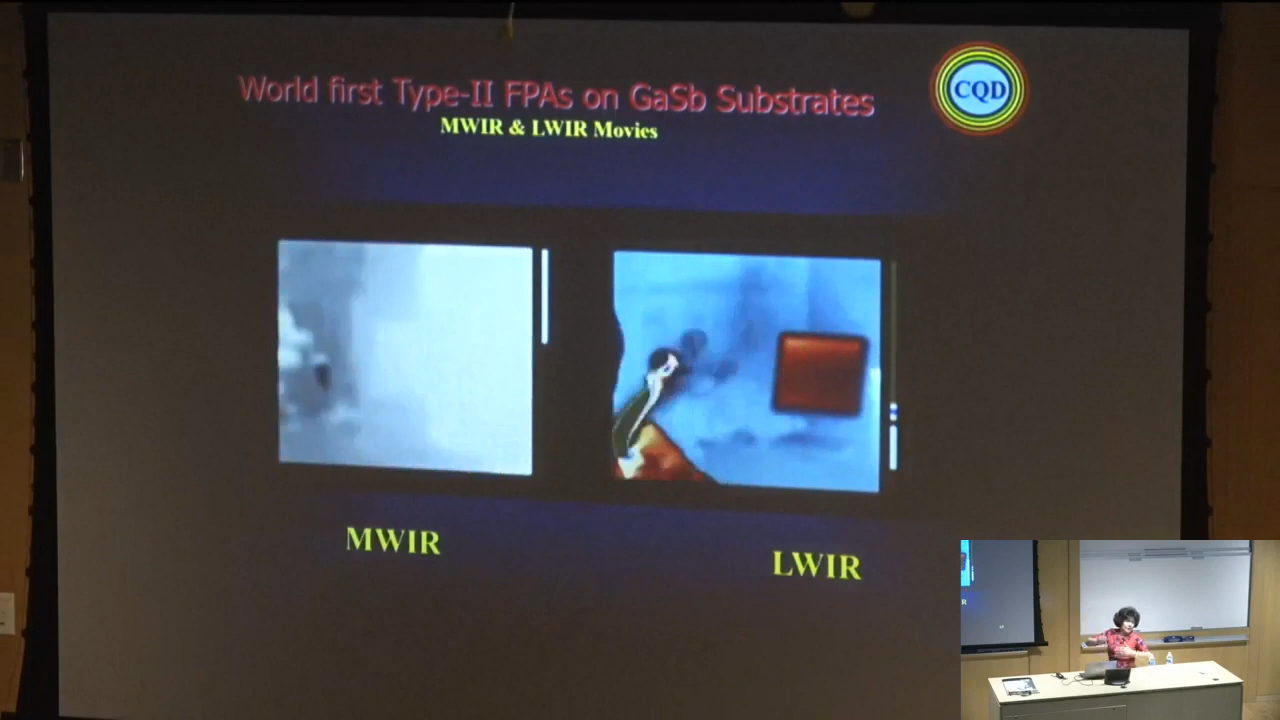 World first Type-II FPAs on GaSb Substrates
CQD
MWIR & LWIR Movies
MWIR
LWIR
R